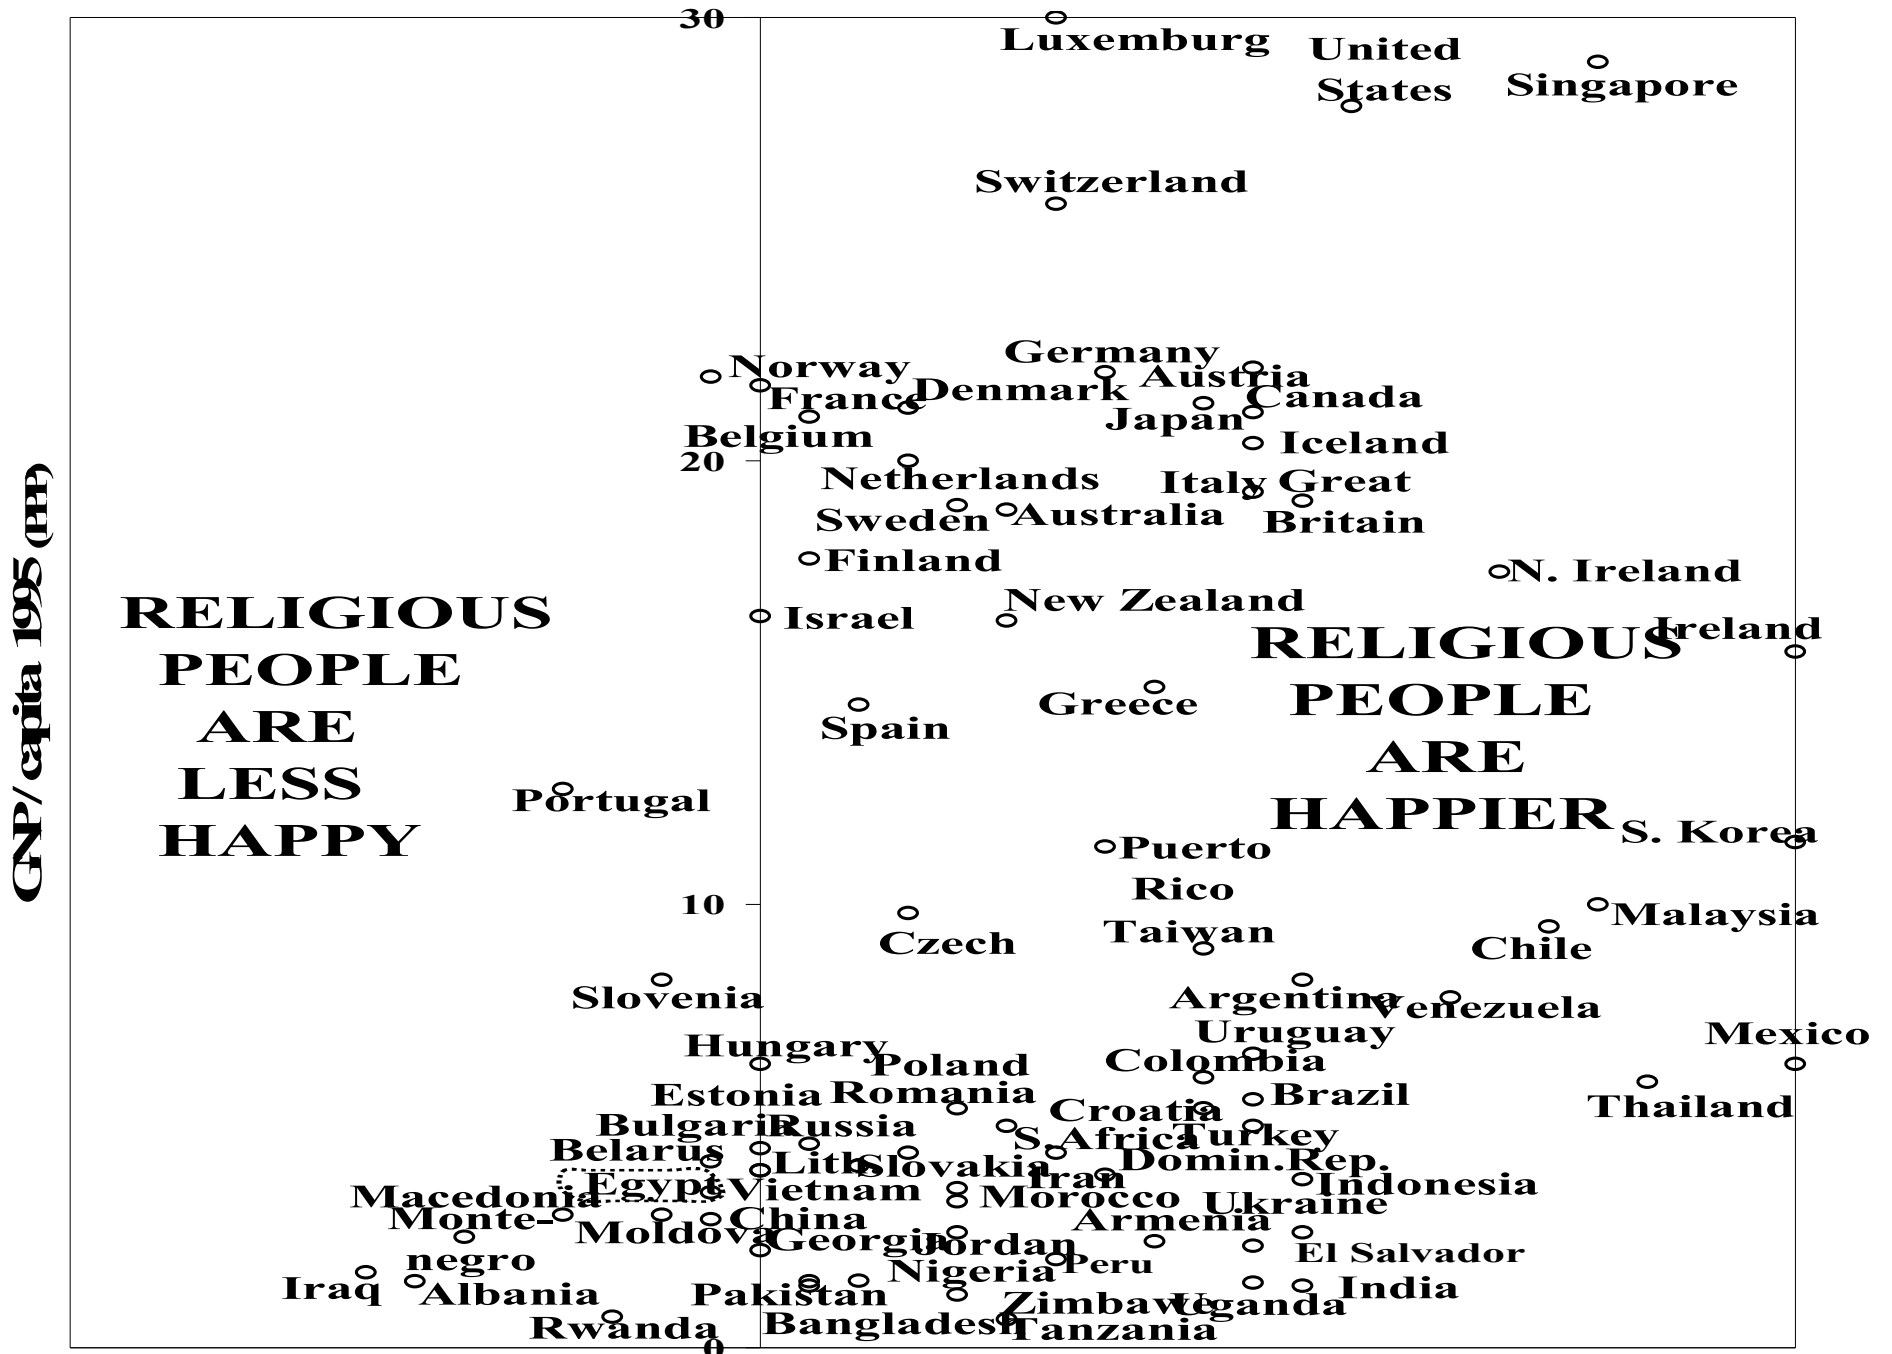 30
Luxemburg
United
States
Singapore
Switzerland
Germany
Norway
Austria
Denmark
France
Canada
Japan
Belgium
Iceland
20
Netherlands
Italy
Great
Britain
Sweden
Australia
Finland
N. Ireland
New Zealand
Israel
Ireland
GNP/ capita 1995 (PPP)
RELIGIOUS
PEOPLE
ARE
LESS
HAPPY
RELIGIOUS
PEOPLE
ARE
HAPPIER
Greece
Spain
Portugal
S. Korea
Puerto
Rico
10
Malaysia
Taiwan
Czech
Chile
Slovenia
Argentina
Venezuela
Uruguay
Mexico
Hungary
Poland
Colombia
Estonia
Romania
Brazil
Thailand
Croatia
Bulgaria
Russia
S. Africa
Turkey
Belarus
Lith.
Slovakia
Domin.Rep.
Iran
Egypt
Vietnam
Indonesia
Macedonia
Morocco
Ukraine
Monte-
negro
Moldova
China
Armenia
Georgia
Jordan
El Salvador
Peru
Nigeria
Iraq
Albania
Pakistan
India
Zimbawe
Uganda
Rwanda
Bangladesh
Tanzania
0